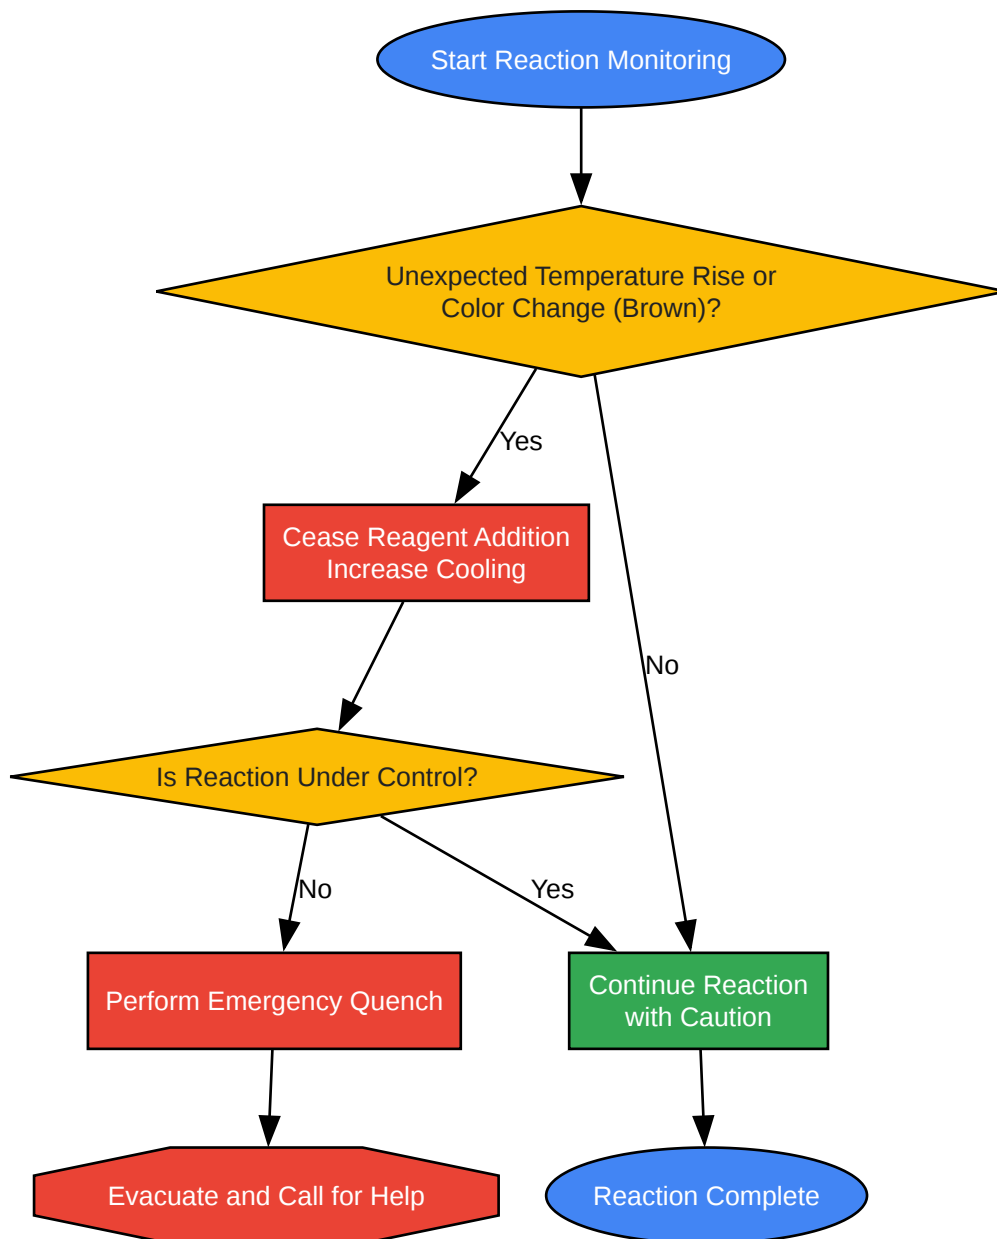 Start Reaction Monitoring
Unexpected Temperature Rise or
Color Change (Brown)?
Yes
Cease Reagent Addition
Increase Cooling
No
Is Reaction Under Control?
No
Yes
Perform Emergency Quench
Continue Reaction
with Caution
Evacuate and Call for Help
Reaction Complete